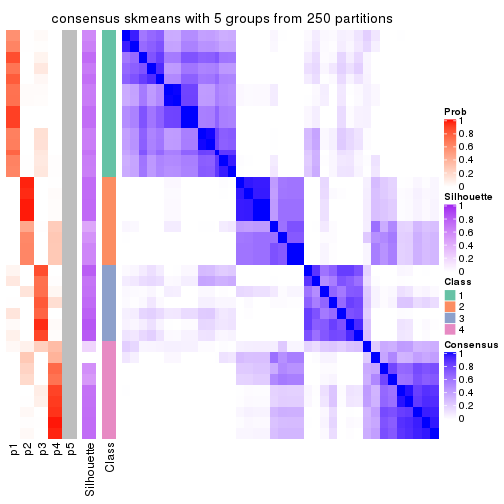 consensus skmeans with 5 groups from 250 partitions
p1
p2
p3
p4
p5
Silhouette
Class
Prob
1
0.8
0.6
0.4
0.2
0
Silhouette
1
0.8
0.6
0.4
0.2
0
Class
1
2
3
4
Consensus
1
0.8
0.6
0.4
0.2
0